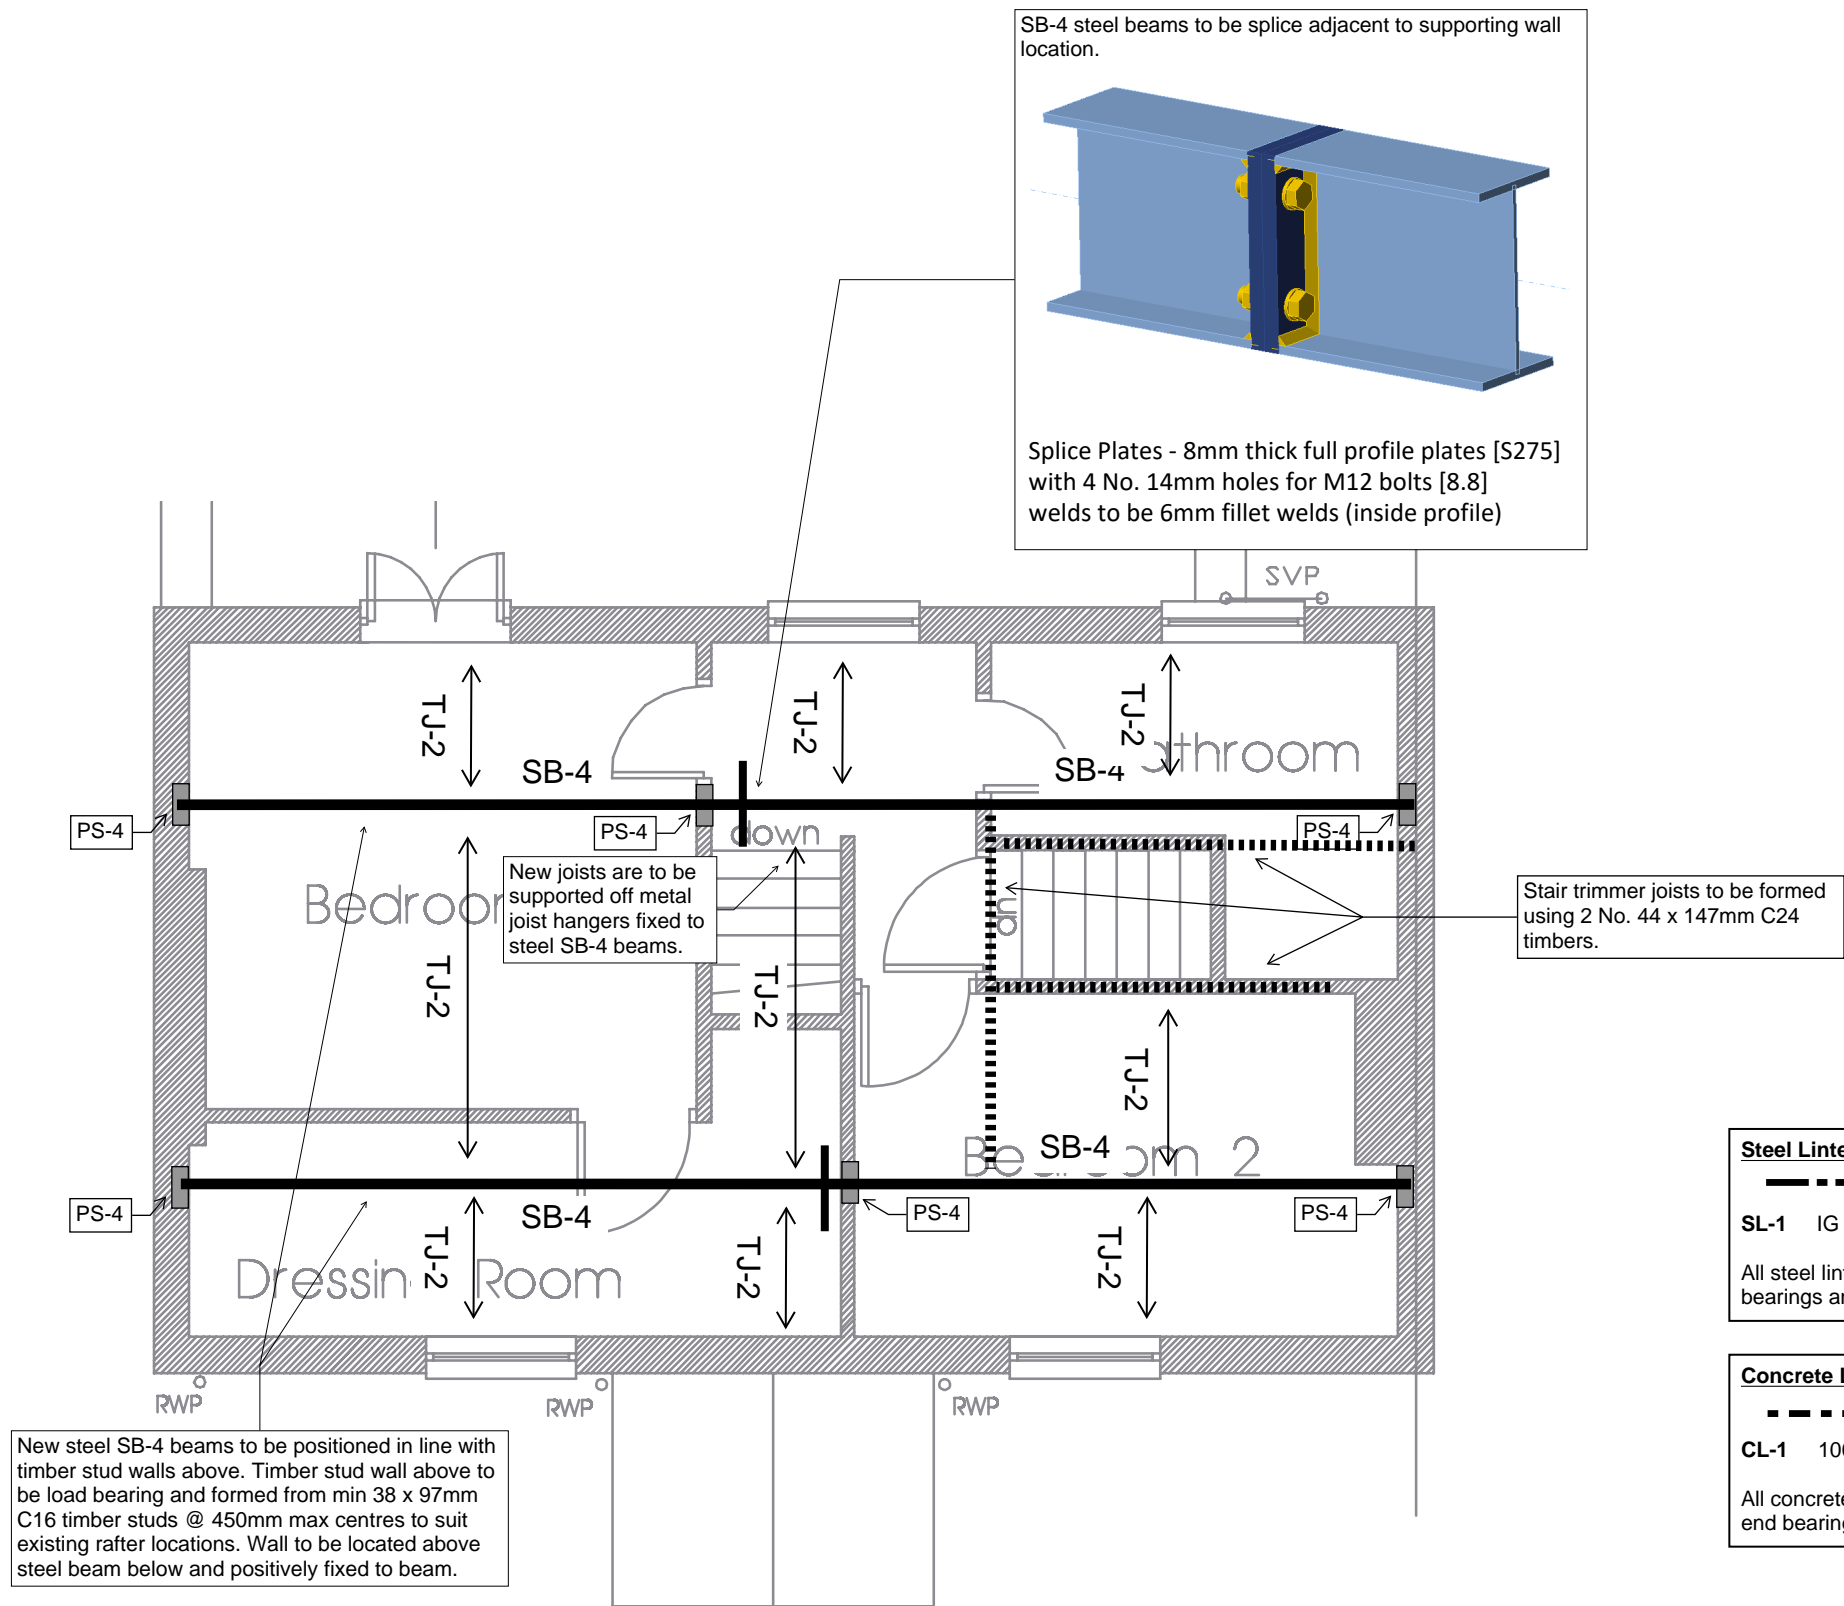 SB-4 steel beams to be splice adjacent to supporting wall
location.
Splice Plates - 8mm thick full profile plates [S275]
with 4 No. 14mm holes for M12 bolts [8.8]
welds to be 6mm fillet welds (inside profile)
SVP
TJ-2
TJ-2
TJ-2
SB-4
SB-4
athroom
PS-4
PS-4
PS-4
down
New joists are to be
supported off metal
joist hangers fixed to
steel SB-4 beams.
Bedroom
Stair trimmer joists to be formed
using 2 No. 44 x 147mm C24
timbers.
TJ-2
TJ-2
TJ-2
SB-4
Bedroom 2
PS-4
SB-4
PS-4
PS-4
TJ-2
TJ-2
TJ-2
Dressin Room
RWP
RWP
RWP
New steel SB-4 beams to be positioned in line with
timber stud walls above. Timber stud wall above to
be load bearing and formed from min 38 x 97mm
C16 timber studs @ 450mm max centres to suit
existing rafter locations. Wall to be located above
steel beam below and positively fixed to beam.
Steel Linte
SL-1 IG
All steel lin
bearings a
Concrete
CL-1 10
All concrete
end bearing